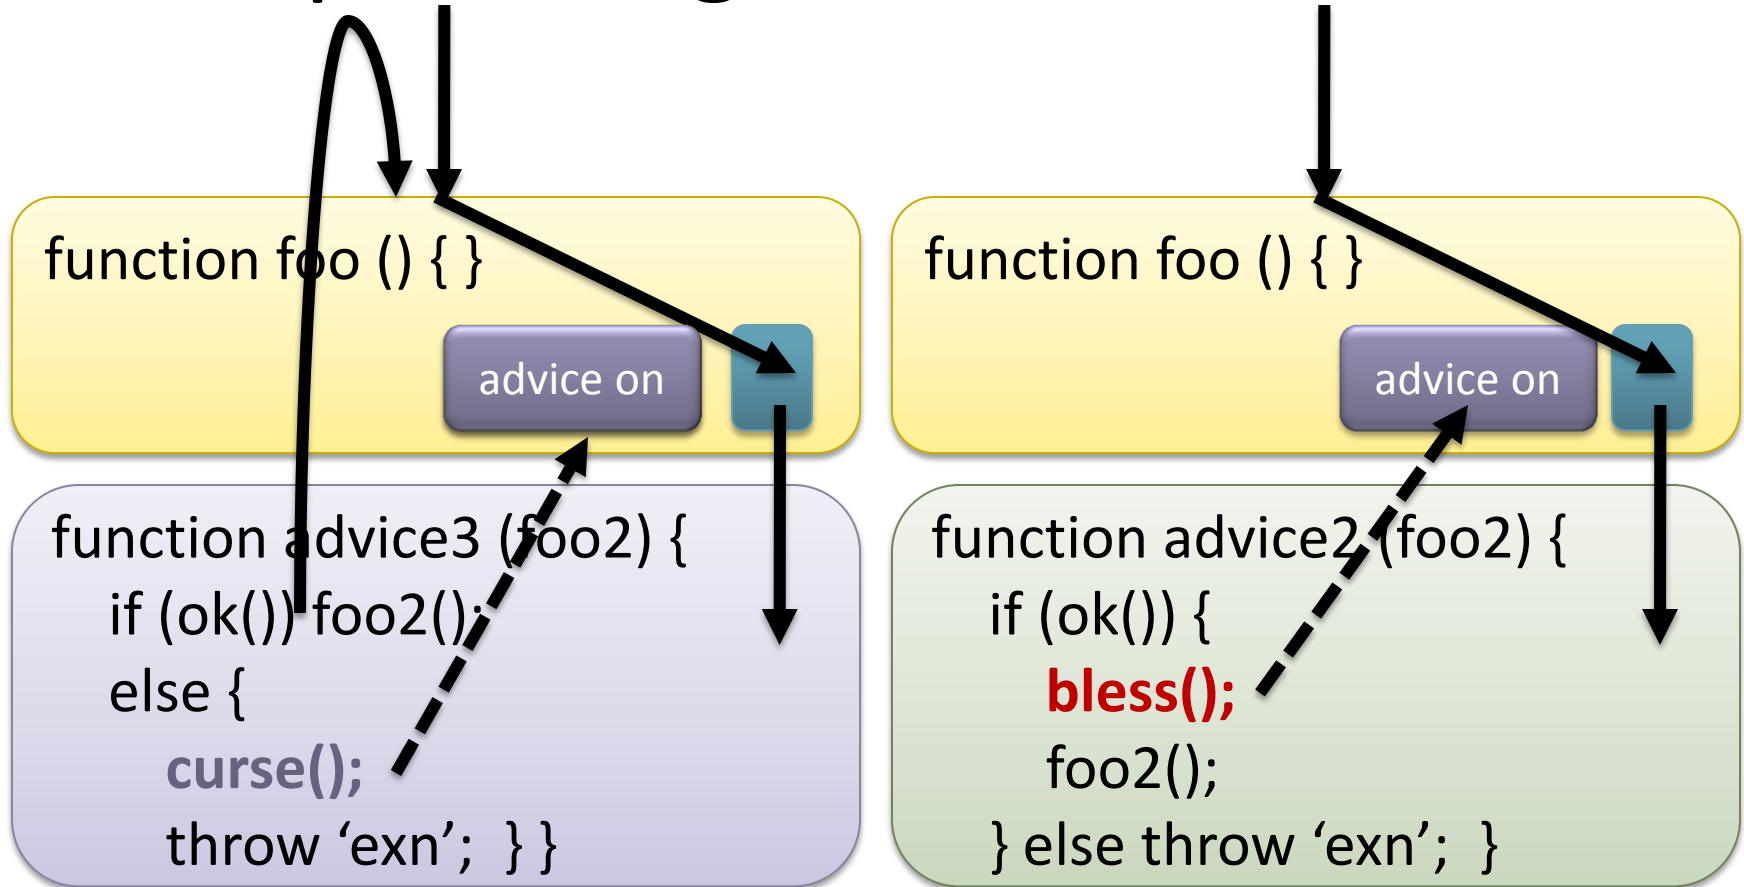 function foo () { }
advice on
function advice3 (foo2) {
if (ok()) foo2();
else {
curse();
throw ‘exn’; } }
function foo () { }
advice on
function advice2 (foo2) {
if (ok()) {
bless();
foo2();
} else throw ‘exn’; }